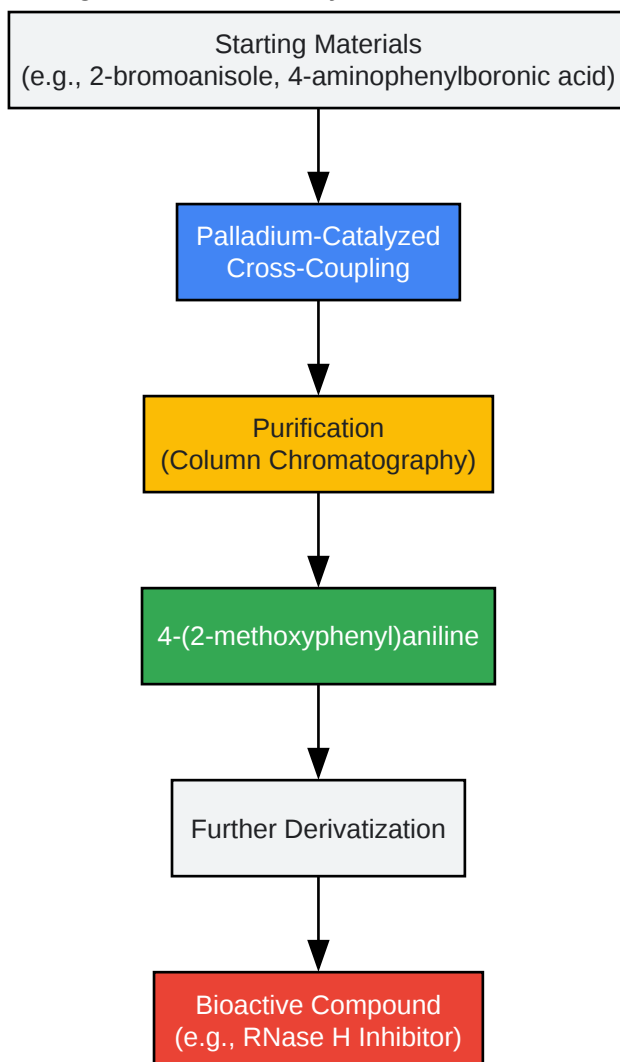 Starting Materials
(e.g., 2-bromoanisole, 4-aminophenylboronic acid)
Palladium-Catalyzed
Cross-Coupling
Purification
(Column Chromatography)
4-(2-methoxyphenyl)aniline
Further Derivatization
Bioactive Compound
(e.g., RNase H Inhibitor)